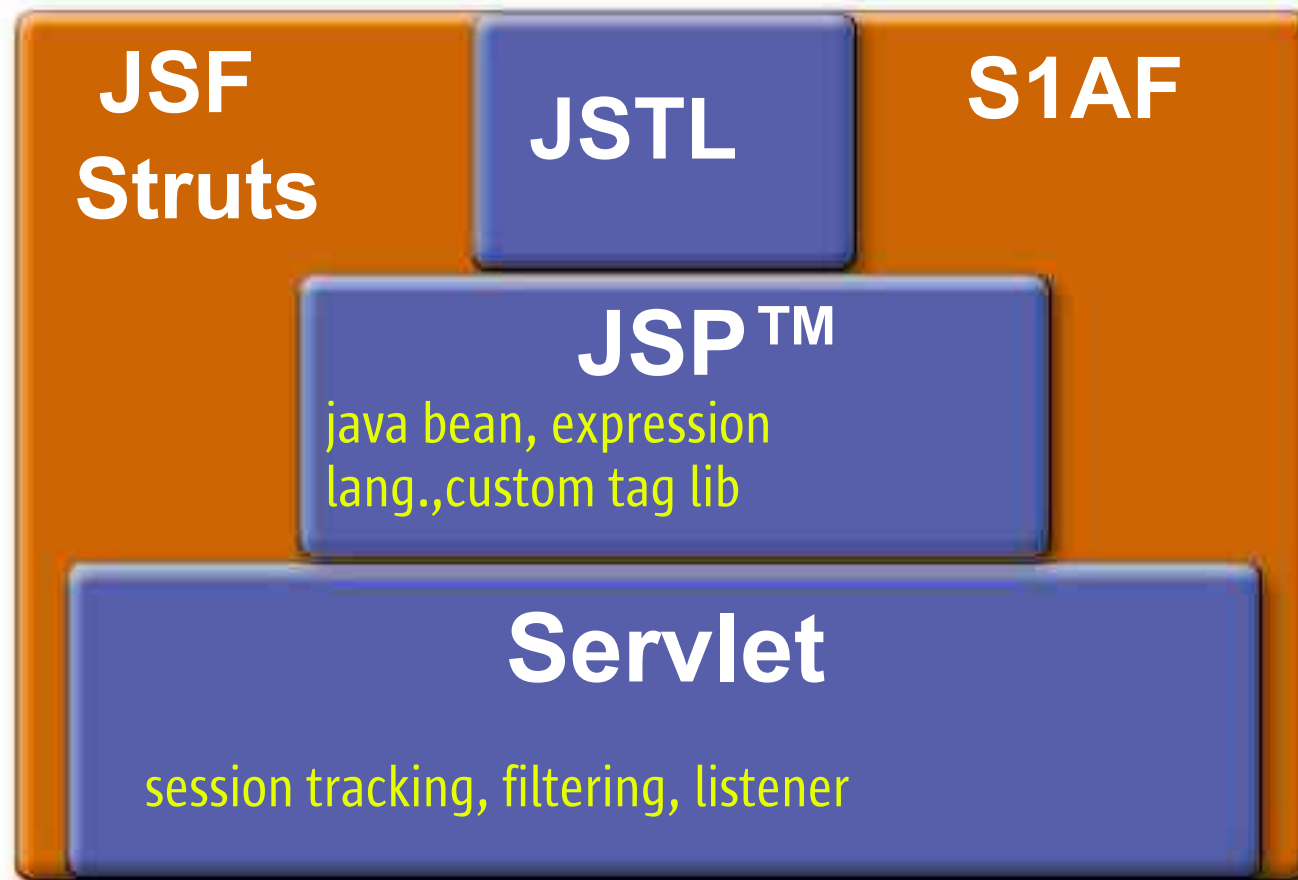 JSF
Struts
JSTL
S1AF
JSP™
java bean, expression
lang.,custom tag lib
Servlet
session tracking, filtering, listener